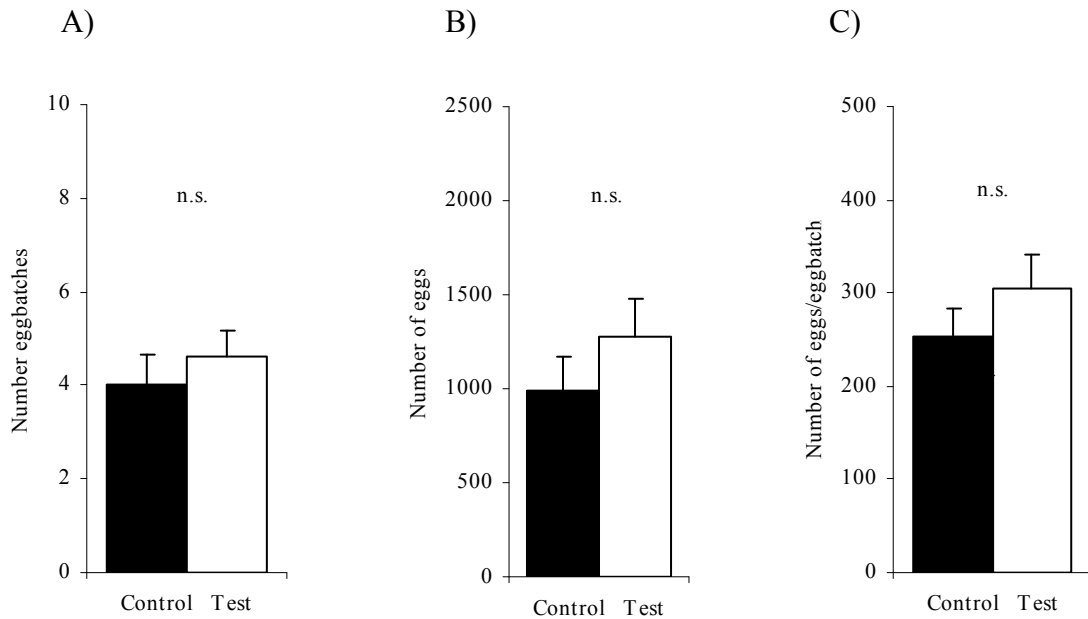 A)
Number eggbatches
10
8
6
4
2
0
n.s.
Control Test
B)
Number of eggs
2500
2000
1500
1000
500
0
n.s.
Control Test
C)
Number of eggs/eggbatch
500
400
300
200
100
0
n.s.
Control Test